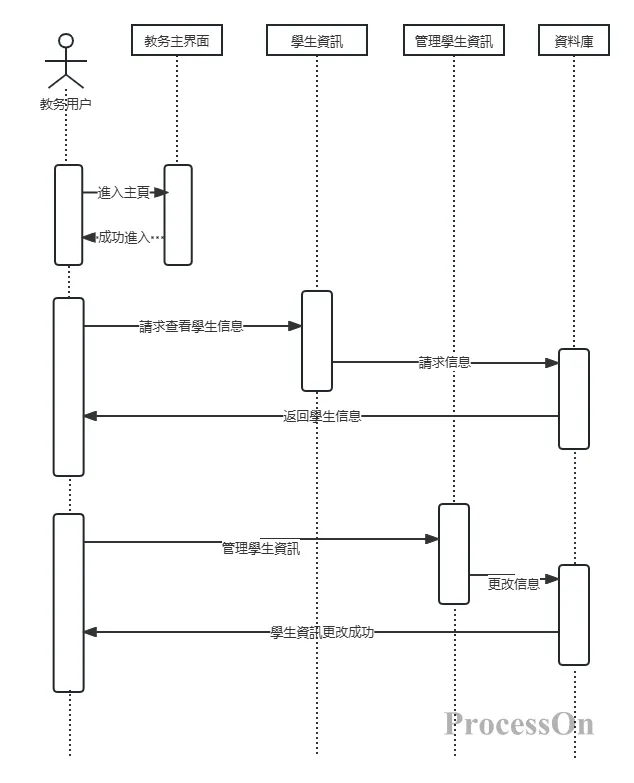 教务主界面
學生資訊
管理學生資訊
資料庫
教务用户
進入主頁
成功進入
請求查看學生信息
請求信息
返回學生信息
管理學生資訊
更改信息
學生資訊更改成功
ProcessOn